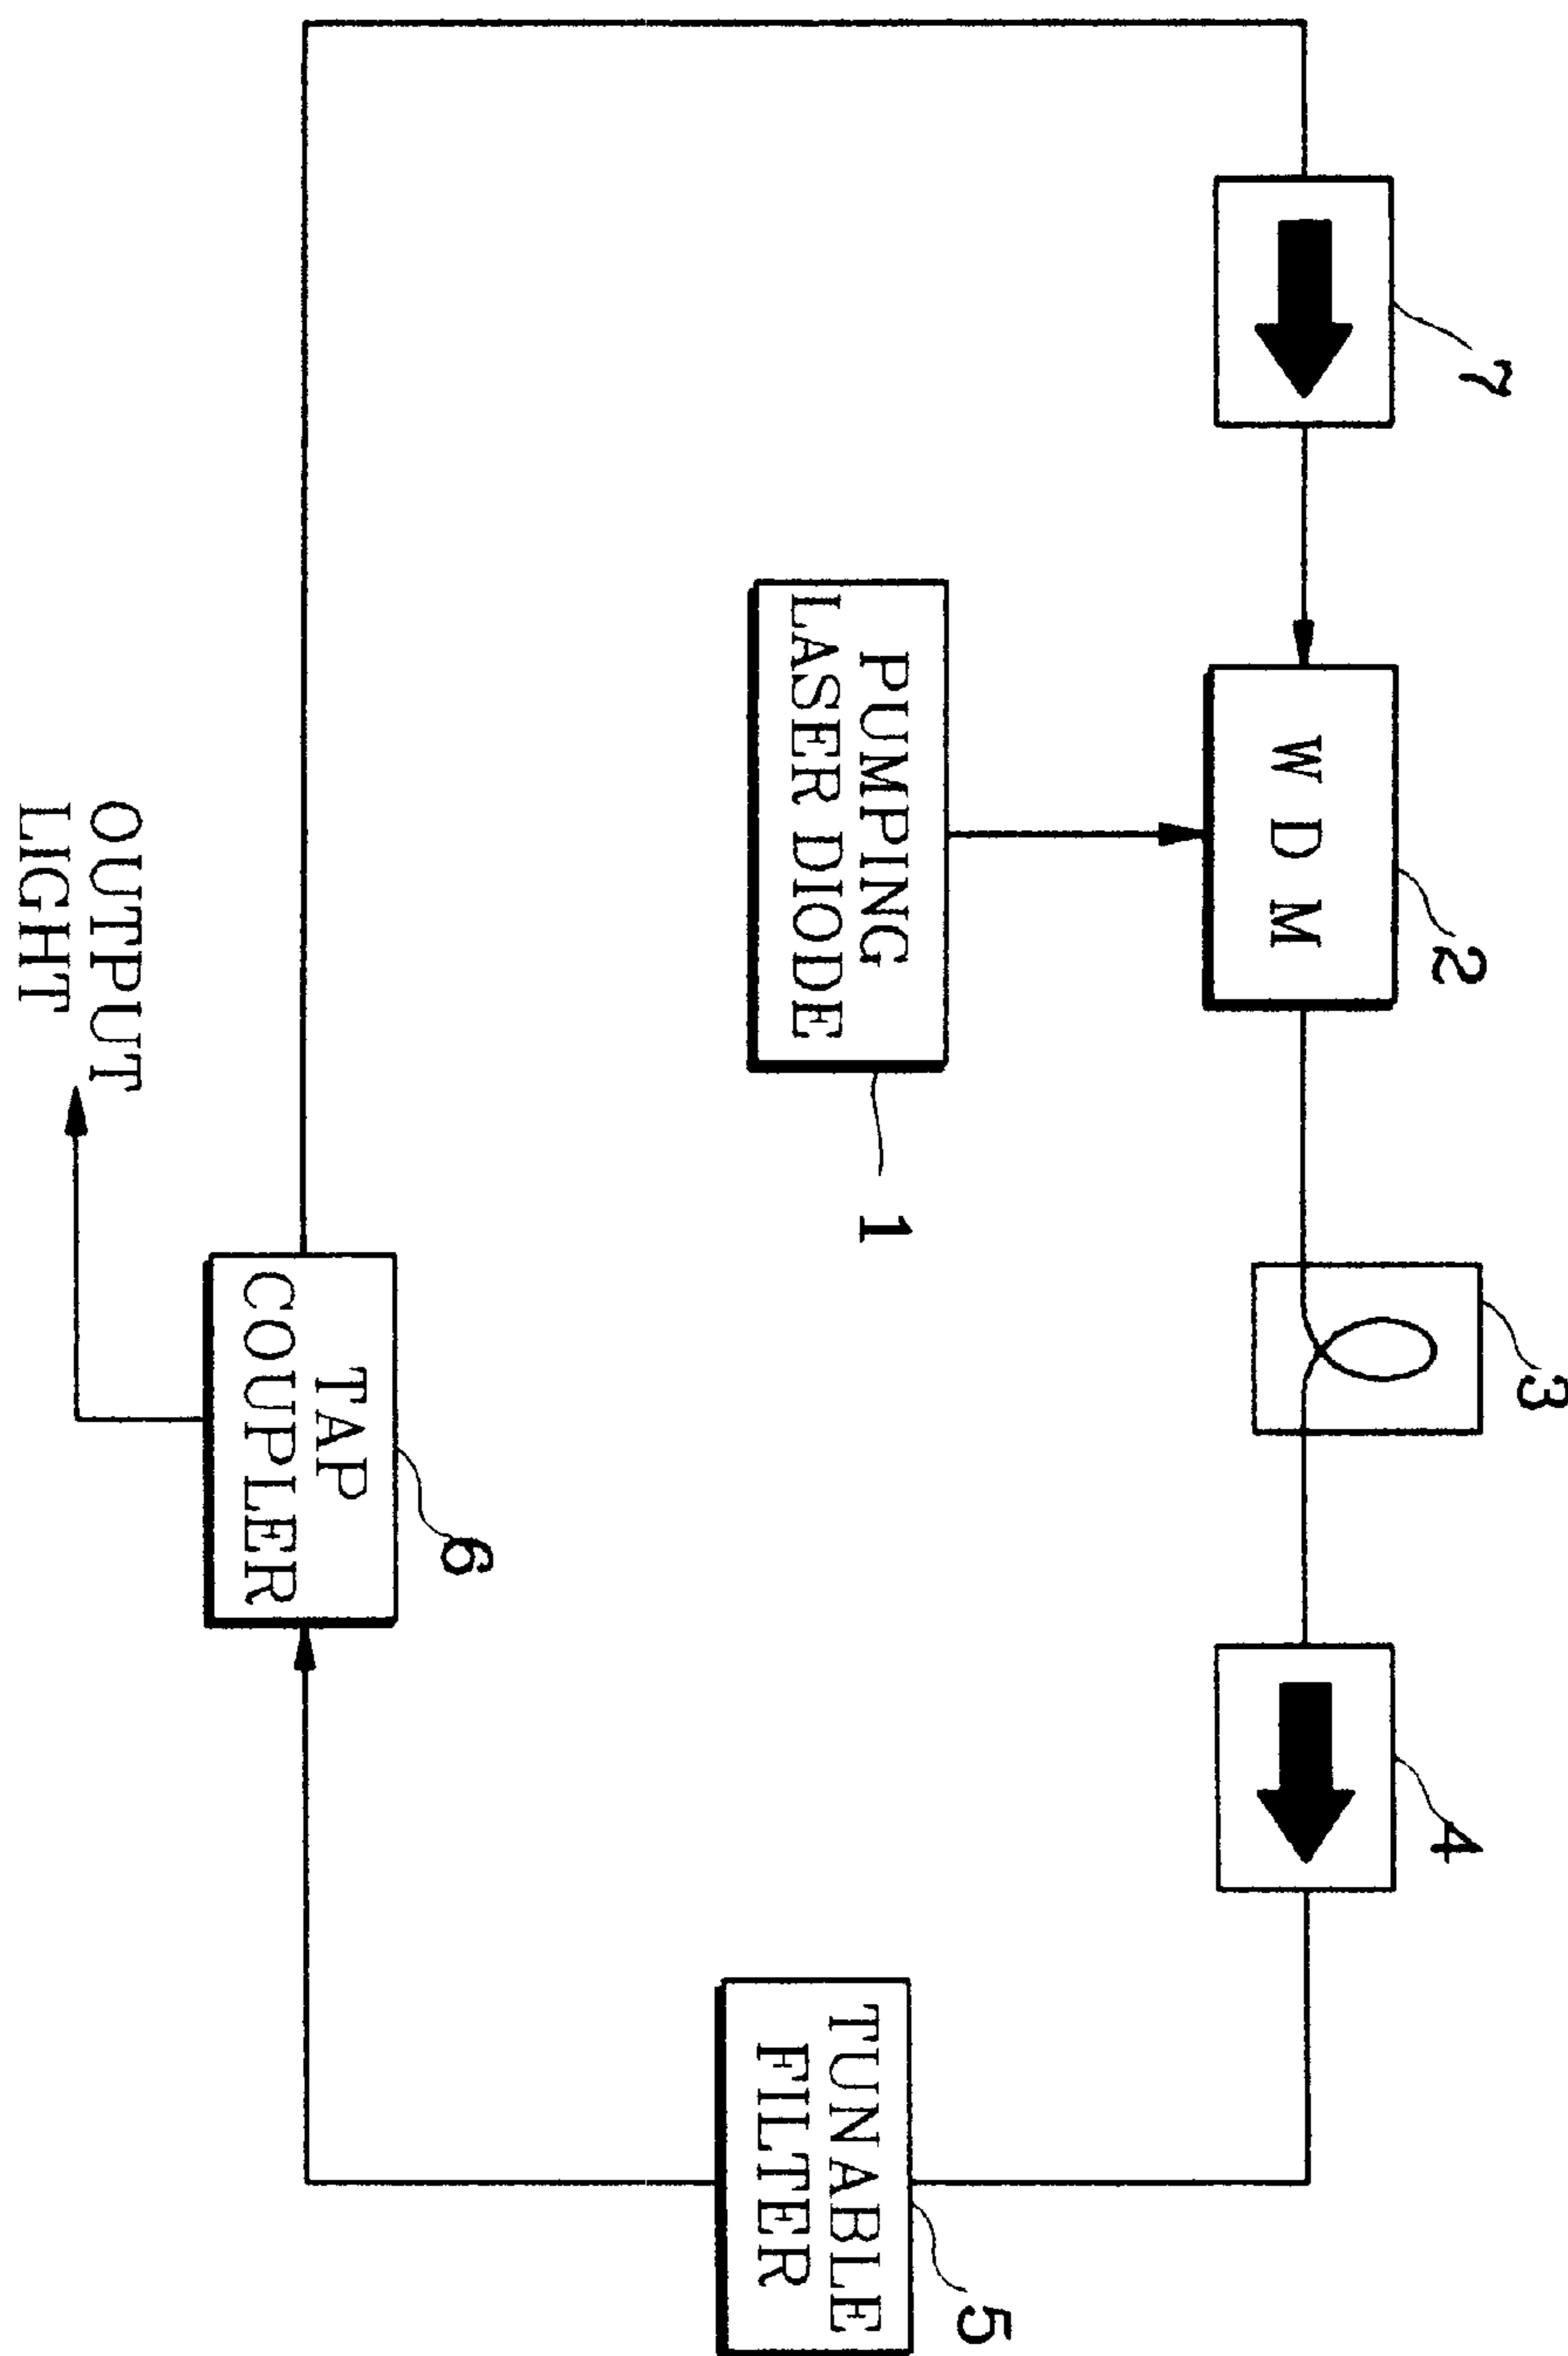 7
W D M
2
3
4
PUMPING
LASER DIODE
1
TUNABLE
FILTER
5
TAP
COUPLER
6
OUTPUT
LIGHT